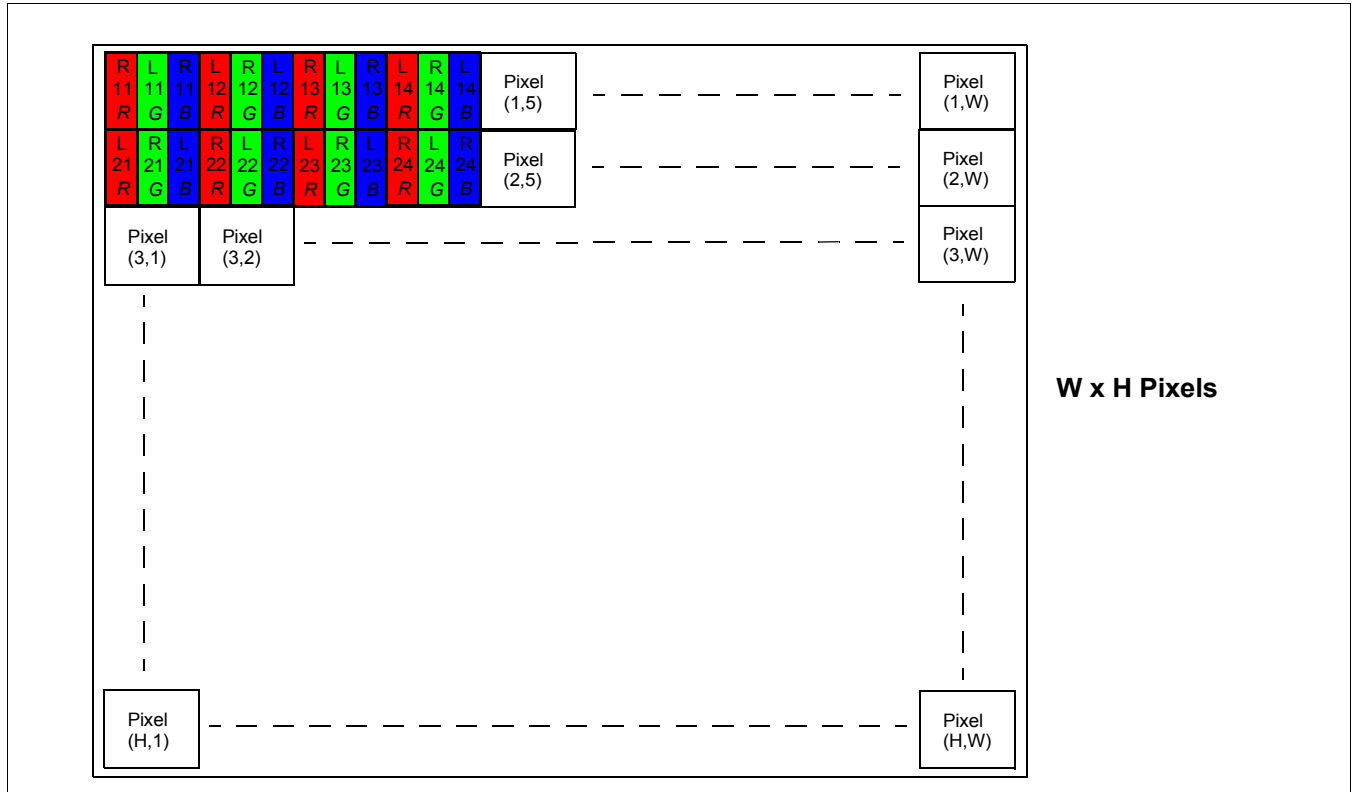 R L R L R L R L R L R L
11 11 11 12 12 12 13 13 13 14 14 14
R G B R G B R G B R G B
Pixel
(1,5)
Pixel
(1,W)
L R L R L R L R L R L R
21 21 21 22 22 22 23 23 23 24 24 24
R G B R G B R G B R G B
Pixel
(2,5)
Pixel
(2,W)
Pixel
(3,1)
Pixel
(3,2)
Pixel
(3,W)
W x H Pixels
Pixel
(H,1)
Pixel
(H,W)